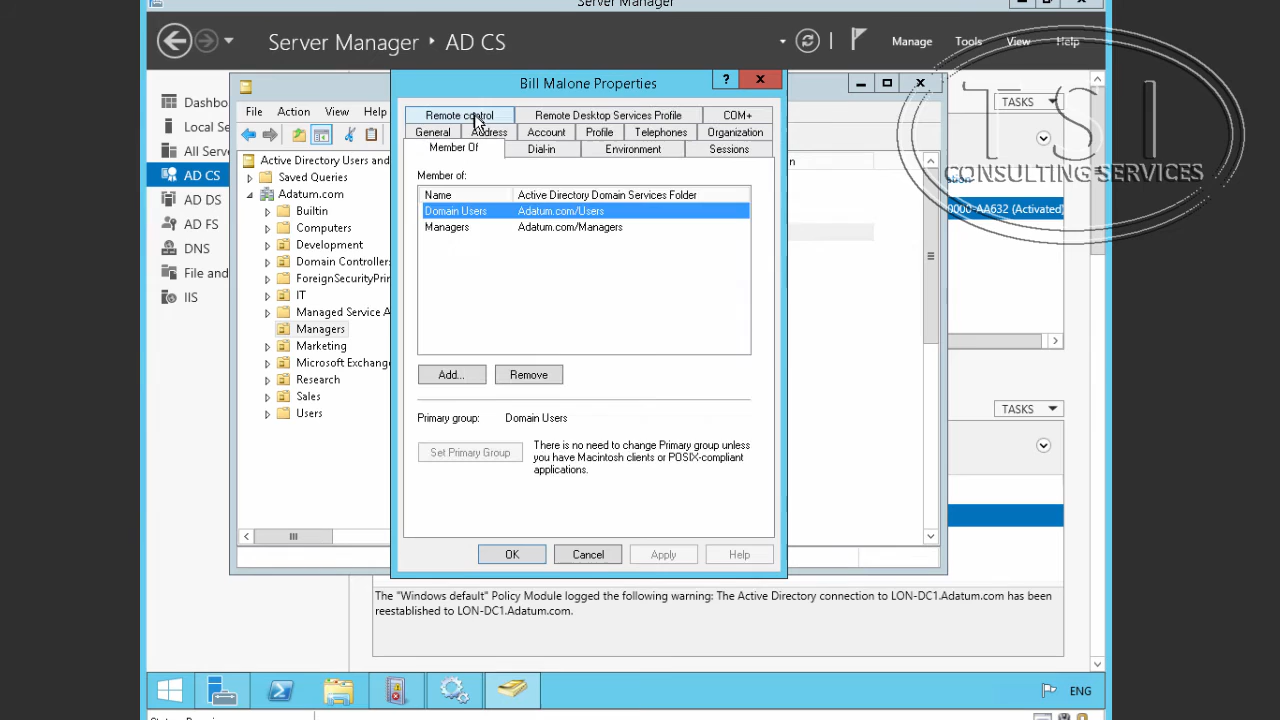 Server Manager
Server Manager • AD CS
Manage Tools View Help
TSI
CONSULTING SERVICES
Dashbo
Local Se
All Serve
AD CS
AD DS
AD FS
DNS
File and
IIS
File Action View Help
Active Directory Users and
Saved Queries
Adatum.com
Builtin
Computers
Development
Domain Controllers
ForeignSecurityPrin
IT
Managed Service A
Managers
Marketing
Microsoft Exchange
Research
Sales
Users
Bill Malone Properties
Remote control Remote Desktop Services Profile COM+
General Address Account Profile Telephones Organization
Member Of Dial-in Environment Sessions
Member of:
Name Active Directory Domain Services Folder
Domain Users Adatum.com/Users
Managers Adatum.com/Managers
Add... Remove
Primary group: Domain Users
Set Primary Group
There is no need to change Primary group unless
you have Macintosh clients or POSIX-compliant
applications.
OK Cancel Apply Help
TASKS
0000-AA632 (Activated)
TASKS
The "Windows default" Policy Module logged the following warning: The Active Directory connection to LON-DC1.Adatum.com has been
reestablished to LON-DC1.Adatum.com.
ENG